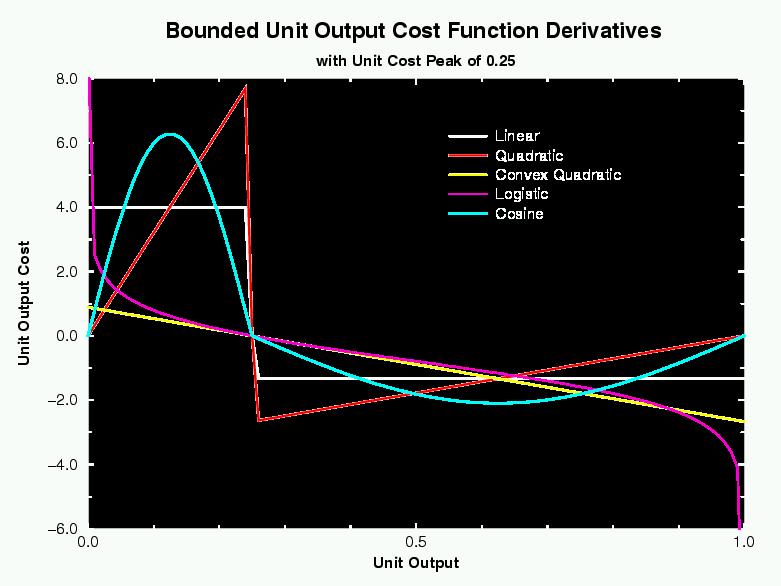 Bounded Unit Output Cost Function Derivatives
with Unit Cost Peak of 0.25
8.0
6.0
4.0
2.0
0.0
−2.0
−4.0
−6.0
Unit Output Cost
Linear
Quadratic
Convex Quadratic
Logistic
Cosine
0.0 0.5 1.0
Unit Output